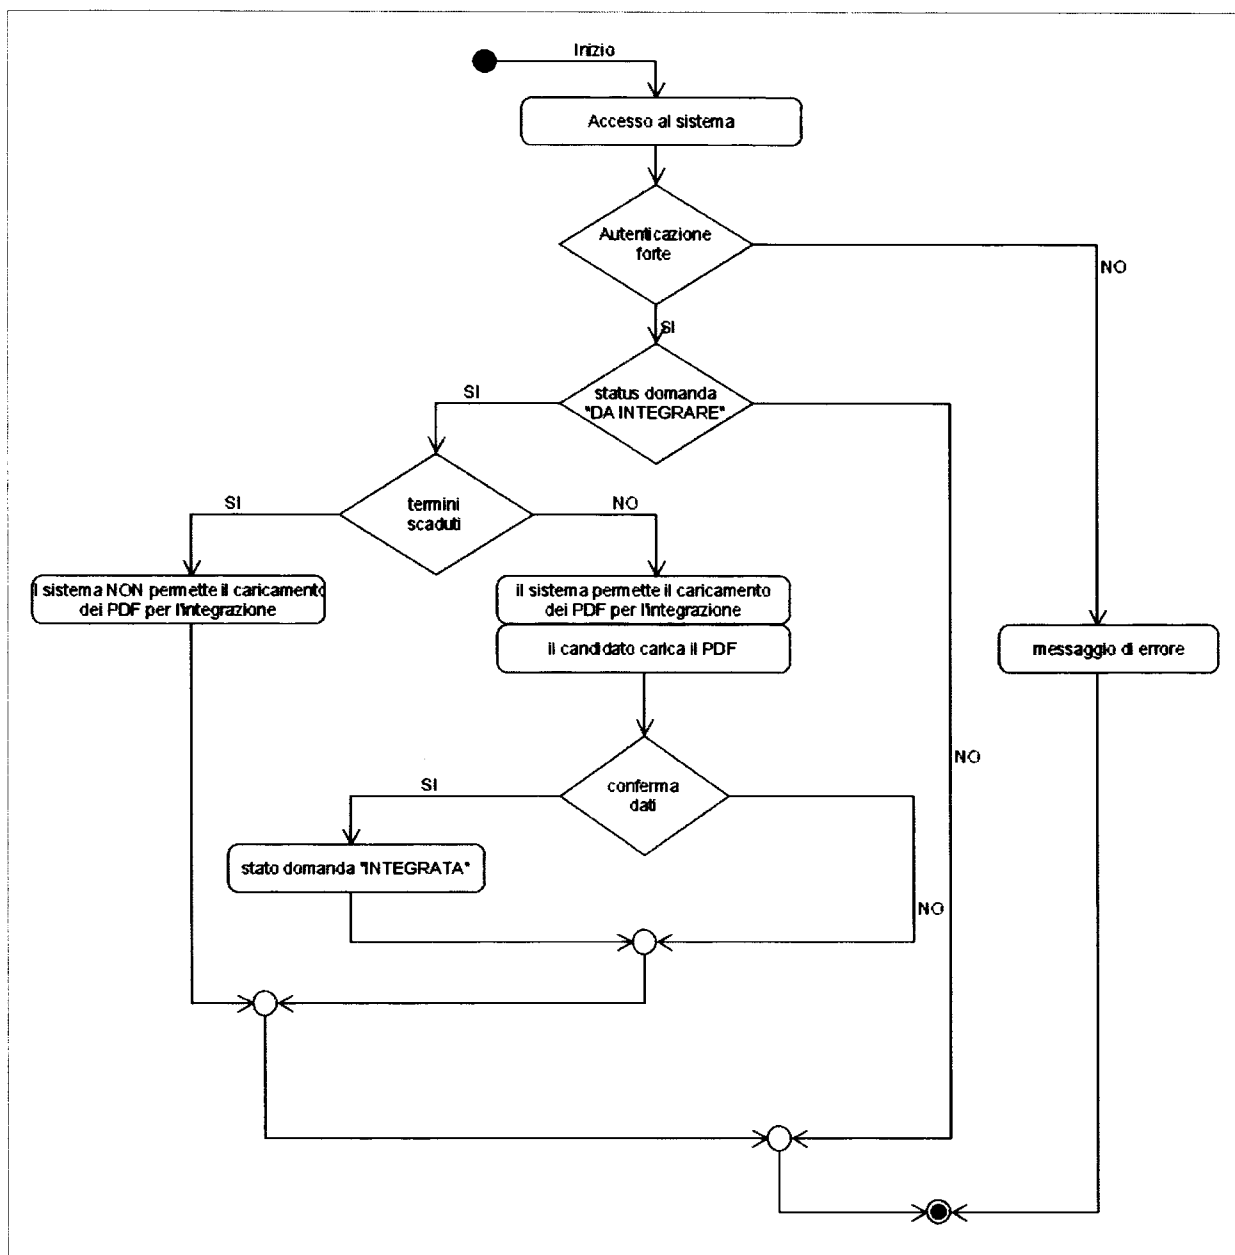 Inizio
Accesso al sistema
Autenticazione
forte
NO
SI
status domanda
"DA INTEGRARE"
SI
termini
scaduti
SI
NO
il sistema NON permette il caricamento
dei PDF per l'integrazione
il sistema permette il caricamento
dei PDF per l'integrazione
il candidato carica il PDF
messaggio di errore
NO
conferma
dati
SI
stato domanda "INTEGRATA"
NO